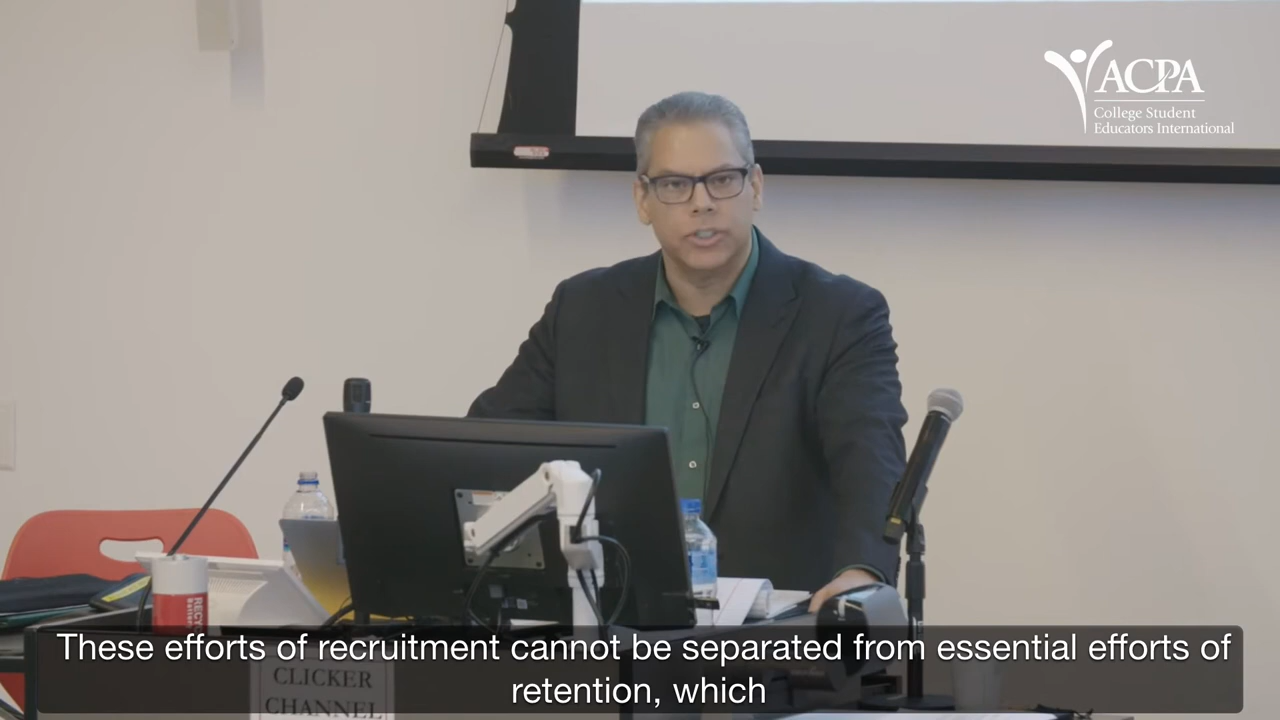 ACPA
College Student
Educators International
These efforts of recruitment cannot be separated from essential efforts of
retention, which
CLICKER
CHANNEL